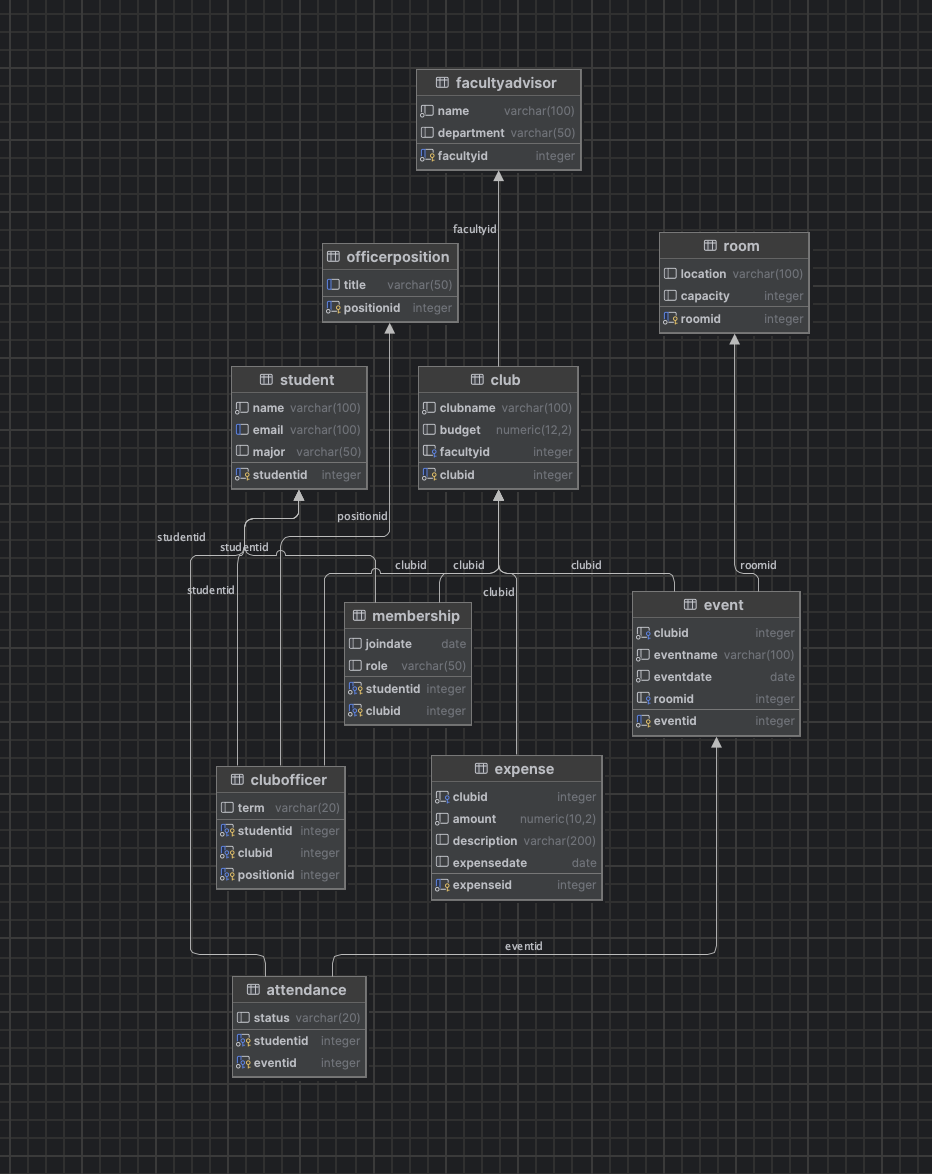 facultyadvisor
name varchar(100)
department varchar(50)
facultyid integer
facultyid
officerposition
title varchar(50)
positionid integer
room
location varchar(100)
capacity integer
roomid integer
student
name varchar(100)
email varchar(100)
major varchar(50)
studentid integer
club
clubname varchar(100)
budget numeric(12,2)
facultyid integer
clubid integer
positionid
studentid
studentid
studentid
clubid
clubid
clubid
clubid
roomid
membership
joindate date
role varchar(50)
studentid integer
clubid integer
event
clubid integer
eventname varchar(100)
eventdate date
roomid integer
eventid integer
clubofficer
term varchar(20)
studentid integer
clubid integer
positionid integer
expense
clubid integer
amount numeric(10,2)
description varchar(200)
expensedate date
expenseid integer
eventid
attendance
status varchar(20)
studentid integer
eventid integer